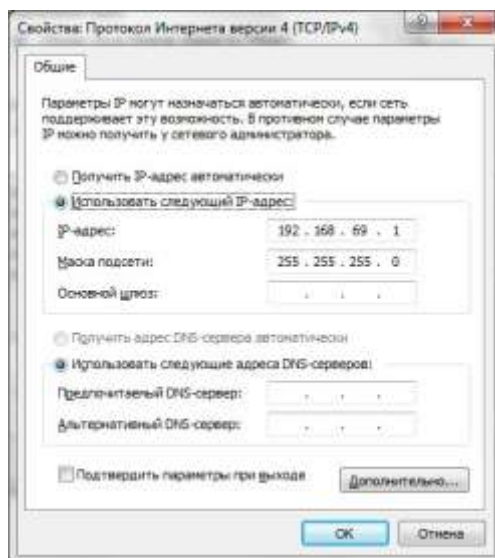 Свойства: Протокол Интернета версии 4 (TCP/IPv4)
Общие
Параметры IP могут назначаться автоматически, если сеть
поддерживает эту возможность. В противном случае параметры
IP можно получить у сетевого администратора.
Получить IP-адрес автоматически
Использовать следующий IP-адрес:
IP-адрес: 192 . 168 . 69 . 1
Маска подсети: 255 . 255 . 255 . 0
Основной шлюз: . . .
Получить адрес DNS-сервера автоматически
Использовать следующие адреса DNS-серверов:
Предпочитаемый DNS-сервер: . . .
Альтернативный DNS-сервер: . . .
Подтвердить параметры при выходе
Дополнительно...
OK Отмена